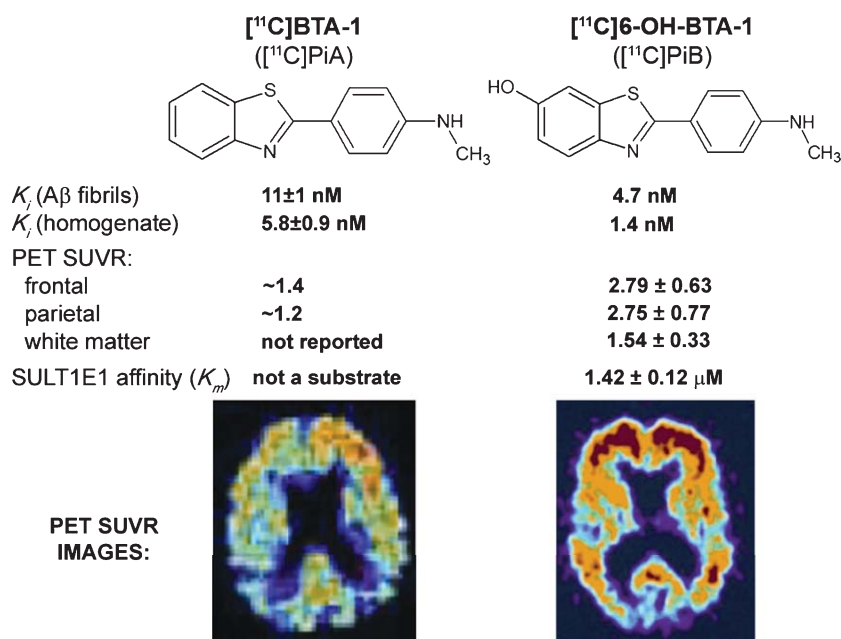 [¹¹C]BTA-1 [¹¹C]6-OH-BTA-1
([¹¹C]PiA) ([¹¹C]PiB)
S HO S
NH NH
N N
CH₃ CH₃
Kᵢ (Aβ fibrils) 11±1 nM 4.7 nM
Kᵢ (homogenate) 5.8±0.9 nM 1.4 nM
PET SUVR:
frontal ~1.4 2.79 ± 0.63
parietal ~1.2 2.75 ± 0.77
white matter not reported 1.54 ± 0.33
SULT1E1 affinity (Kₘ) not a substrate 1.42 ± 0.12 μM
PET SUVR
IMAGES: